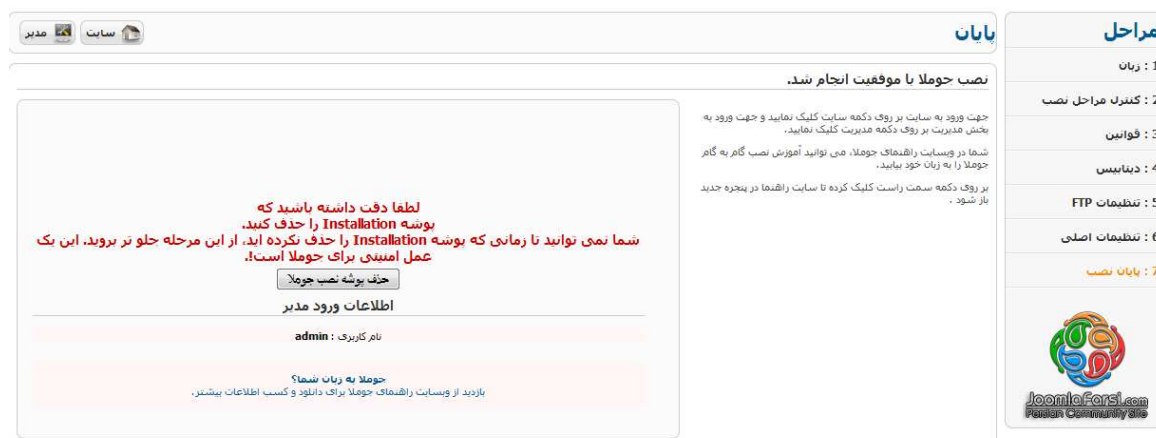 مراحل
1 : زبان
2 : کنترل مراحل نصب
3 : قوانین
4 : دیتابیس
5 : تنظیمات FTP
6 : تنظیمات اصلی
7 : پایان نصب
JoomlaFarsi.com
Persian Community Site
پایان
سایت
مدیر
نصب جوملا با موفقیت انجام شد.
جهت ورود به سایت بر روی دکمه سایت کلیک نمایید و جهت ورود به
بخش مدیریت بر روی دکمه مدیریت کلیک نمایید.
شما در وبسایت راهنمای جوملا، می توانید آموزش نصب گام به گام
جوملا را به زبان خود بیابید.
بر روی دکمه سمت راست کلیک کرده تا سایت راهنما در پنجره جدید
باز شود .
لطفا دقت داشته باشید که
پوشه Installation را حذف کنید.
شما نمی توانید تا زمانی که پوشه Installation را حذف نکرده اید، از این مرحله جلو تر بروید. این یک
عمل امنیتی برای جوملا است!.
حذف پوشه نصب جوملا
اطلاعات ورود مدیر
نام کاربری : admin
جوملا به زبان شما؟
بازدید از وبسایت راهنمای جوملا برای دانلود و کسب اطلاعات بیشتر.